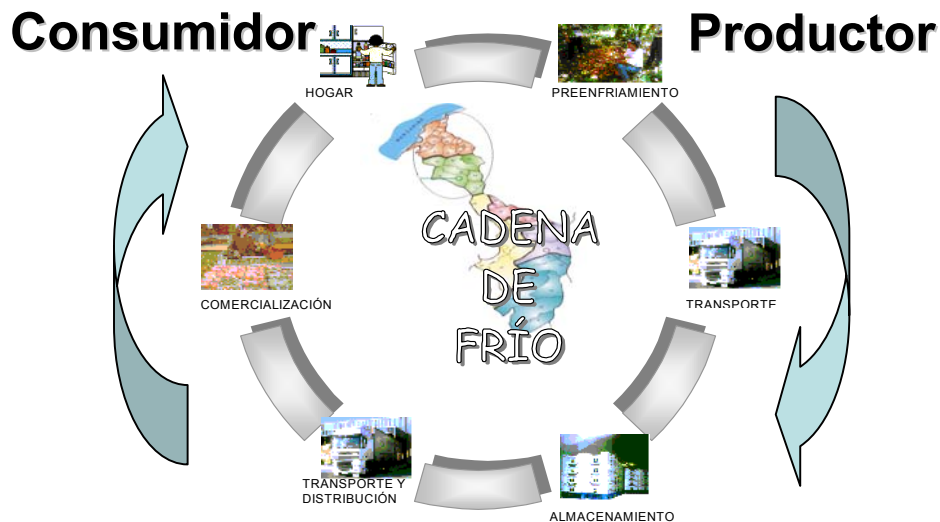 Consumidor
Productor
HOGAR
PREENFRIAMIENTO
CADENA
DE
FRÍO
COMERCIALIZACIÓN
TRANSPORTE
TRANSPORTE Y
DISTRIBUCIÓN
ALMACENAMIENTO